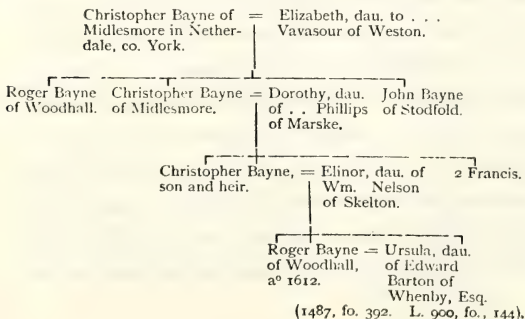 Christopher Bayne of = Elizabeth, dau. to . . .
Midlesmore in Nether- Vavasour of Weston.
dale, co. York.
Roger Bayne Christopher Bayne = Dorothy, dau. John Bayne
of Woodhall. of Midlesmore. of . . Phillips of Stodfold.
of Marske.
Christopher Bayne, = Elinor, dau. of 2 Francis.
son and heir. Wm. Nelson
of Skelton.
Roger Bayne = Ursula, dau.
of Woodhall, of Edward
aº 1612. Barton of
Whenby, Esq.
(1487, fo. 392. L. 900, fo., 144).